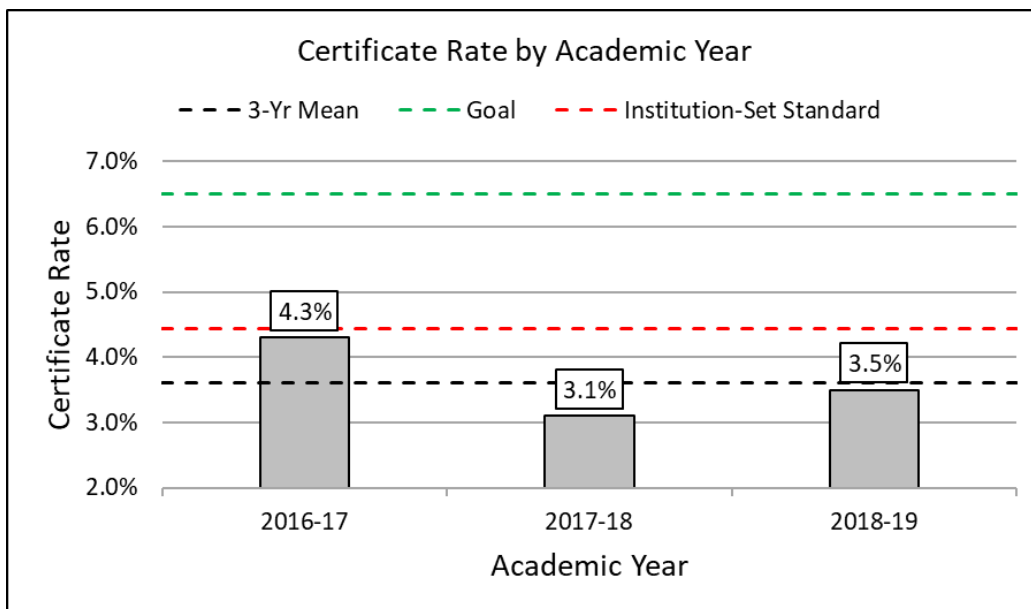 Certificate Rate by Academic Year
3-Yr Mean Goal Institution-Set Standard
7.0%
6.0%
5.0%
4.0%
3.0%
2.0%
Certificate Rate
4.3%
3.1%
3.5%
2016-17 2017-18 2018-19
Academic Year